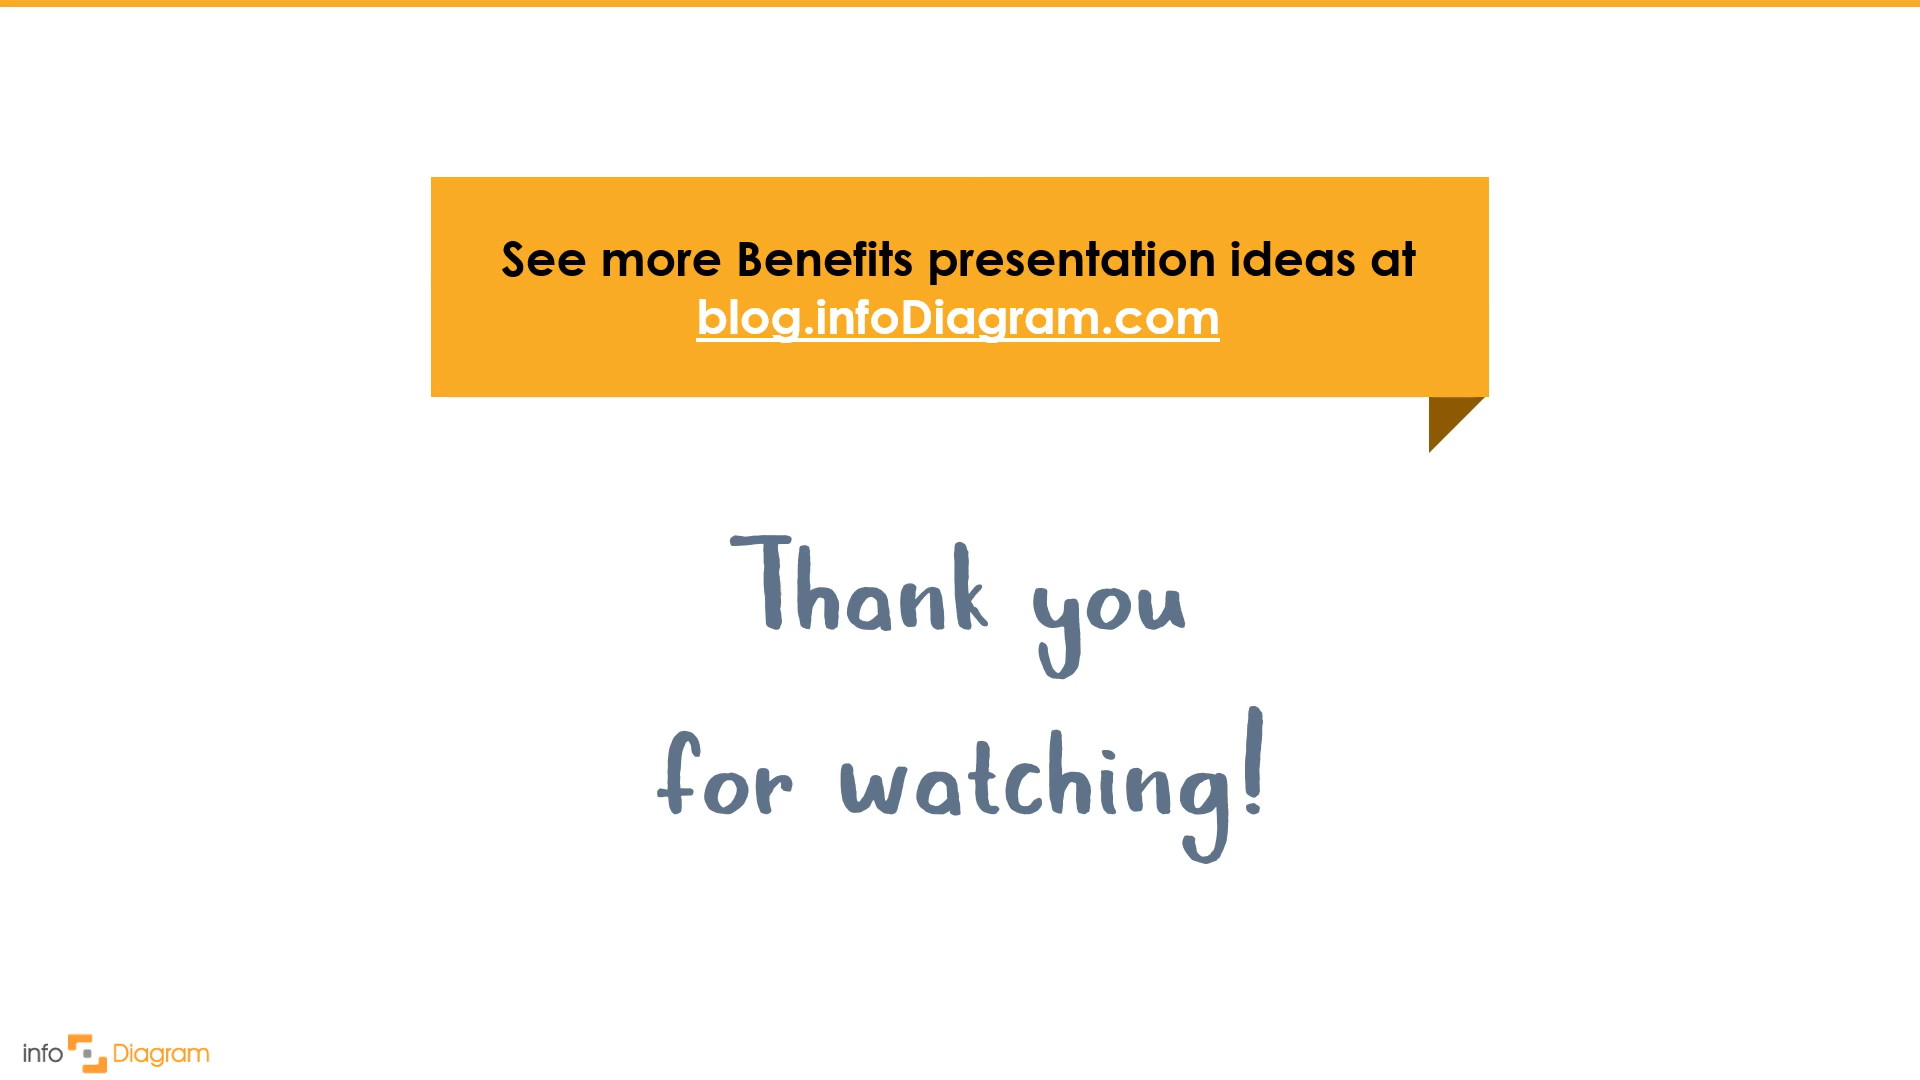 See more Benefits presentation ideas at
blog.infoDiagram.com
Thank you
for watching!
info Diagram